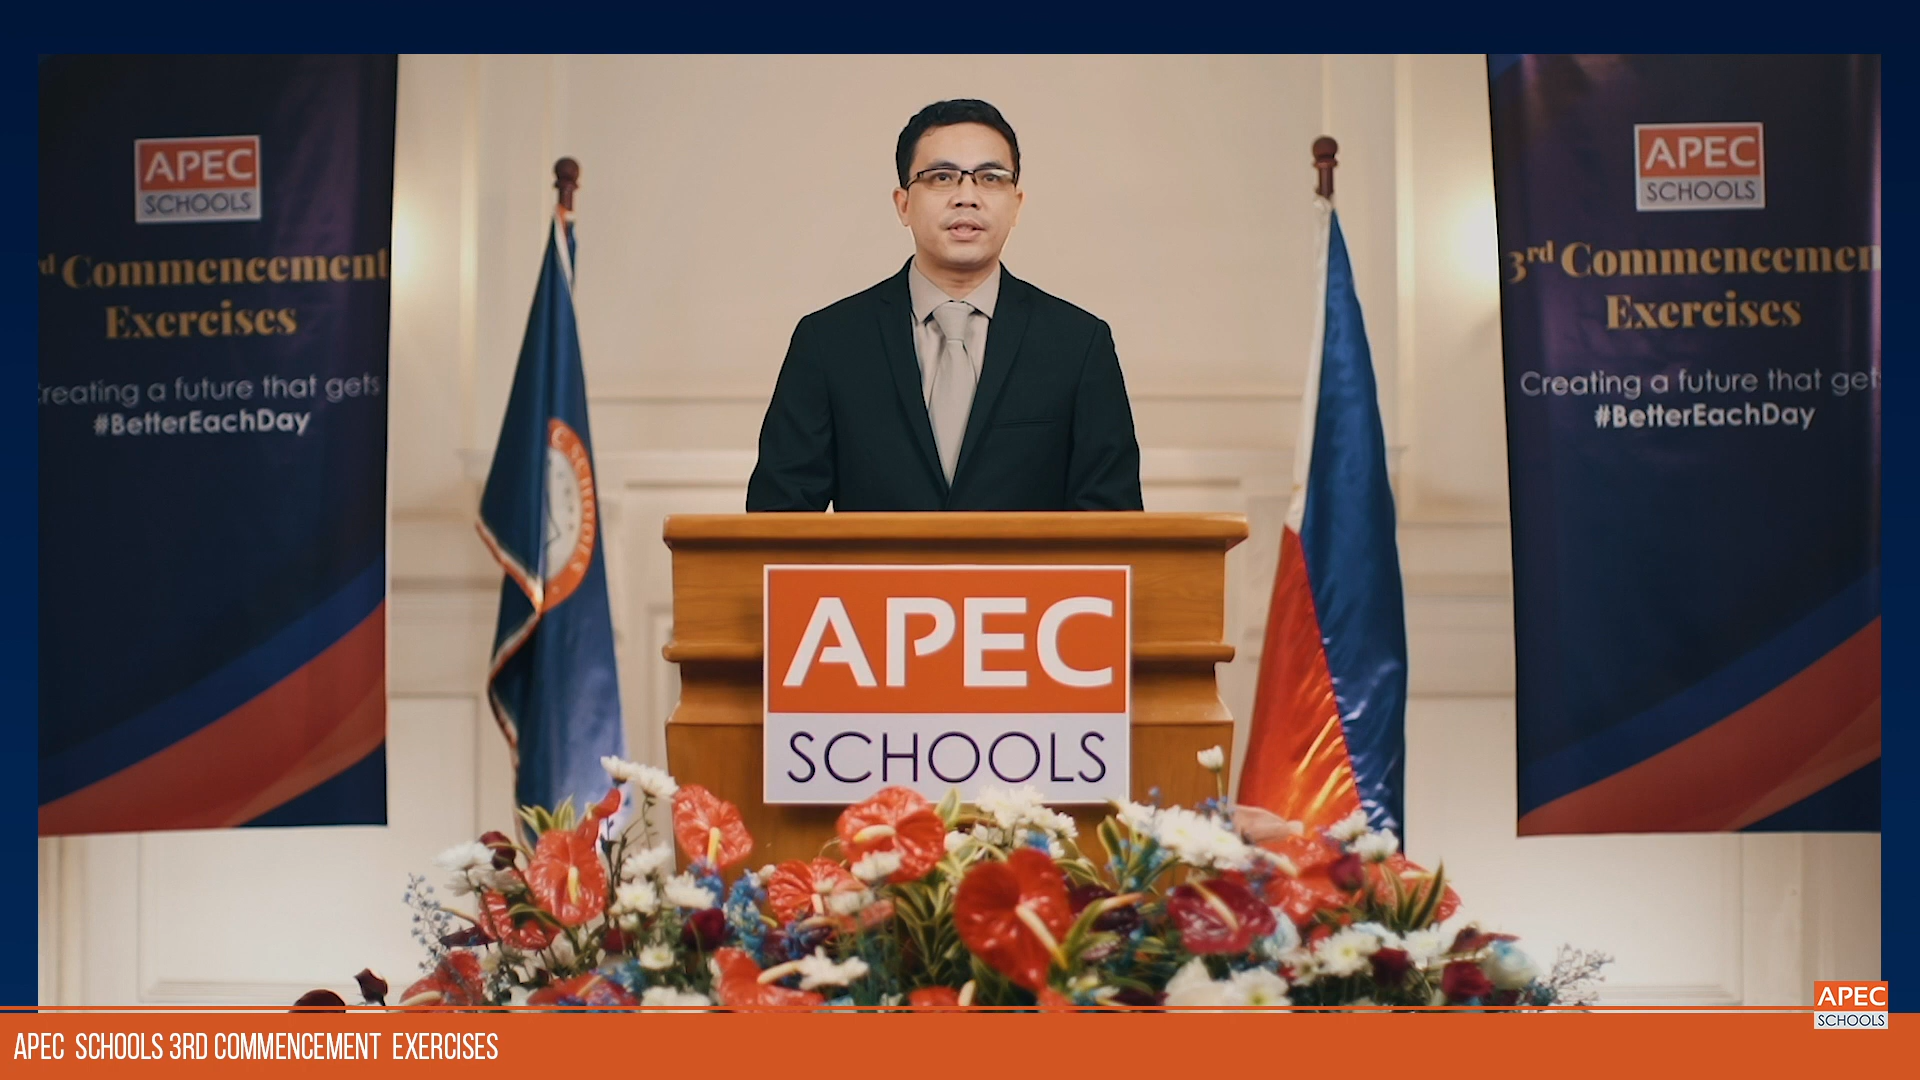 APEC
SCHOOLS
rd Commencement
Exercises
reating a future that gets
#BetterEachDay
APEC
SCHOOLS
3rd Commencemen
Exercises
Creating a future that get
#BetterEachDay
APEC
SCHOOLS
APEC
SCHOOLS
APEC SCHOOLS 3RD COMMENCEMENT EXERCISES